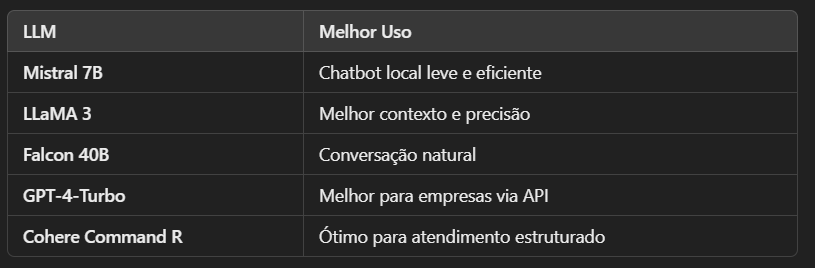 LLM Melhor Uso
Mistral 7B Chatbot local leve e eficiente
LLaMA 3 Melhor contexto e precisão
Falcon 40B Conversação natural
GPT-4-Turbo Melhor para empresas via API
Cohere Command R Ótimo para atendimento estruturado